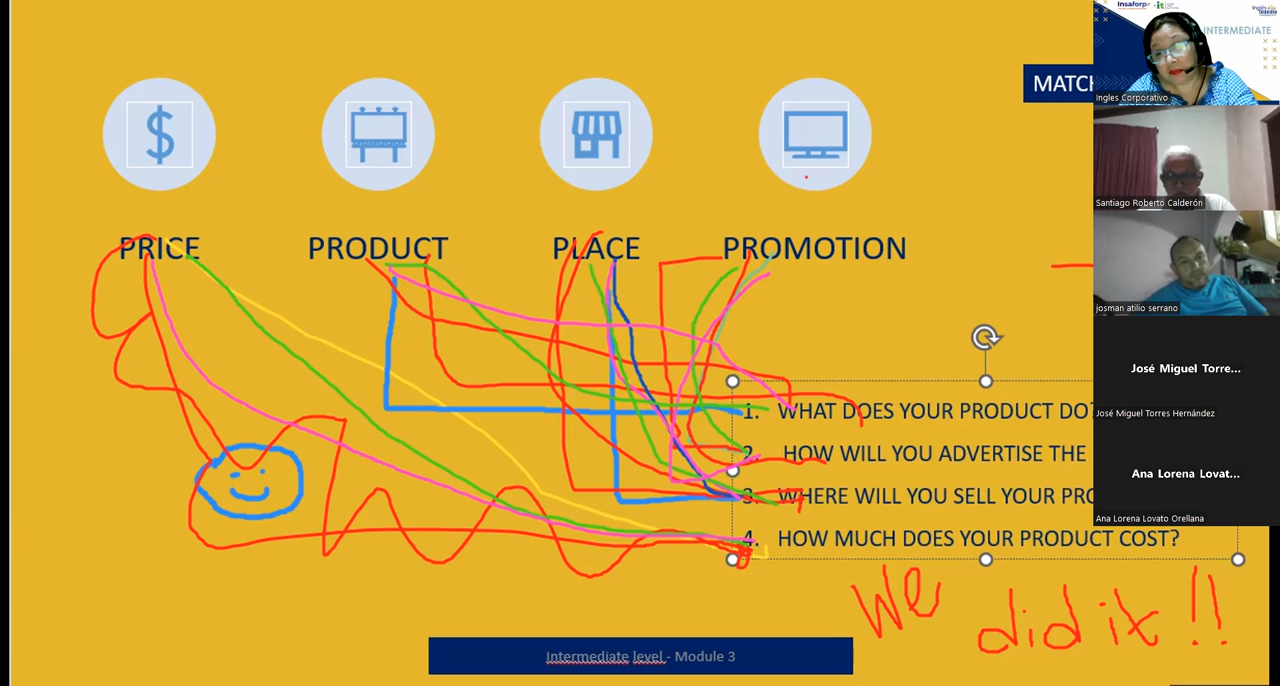 Insaforp it
INTERMEDIATE
MATCH
Ingles Corporativo
Santiago Roberto Calderón
josman atilio serrano
José Miguel Torre...
José Miguel Torres Hernández
Ana Lorena Lovat...
Ana Lorena Lovato Orellana
PRICE PRODUCT PLACE PROMOTION
1. WHAT DOES YOUR PRODUCT DO?
2. HOW WILL YOU ADVERTISE THE
3. WHERE WILL YOU SELL YOUR PRO
4. HOW MUCH DOES YOUR PRODUCT COST?
We did it!!
Intermediate level - Module 3